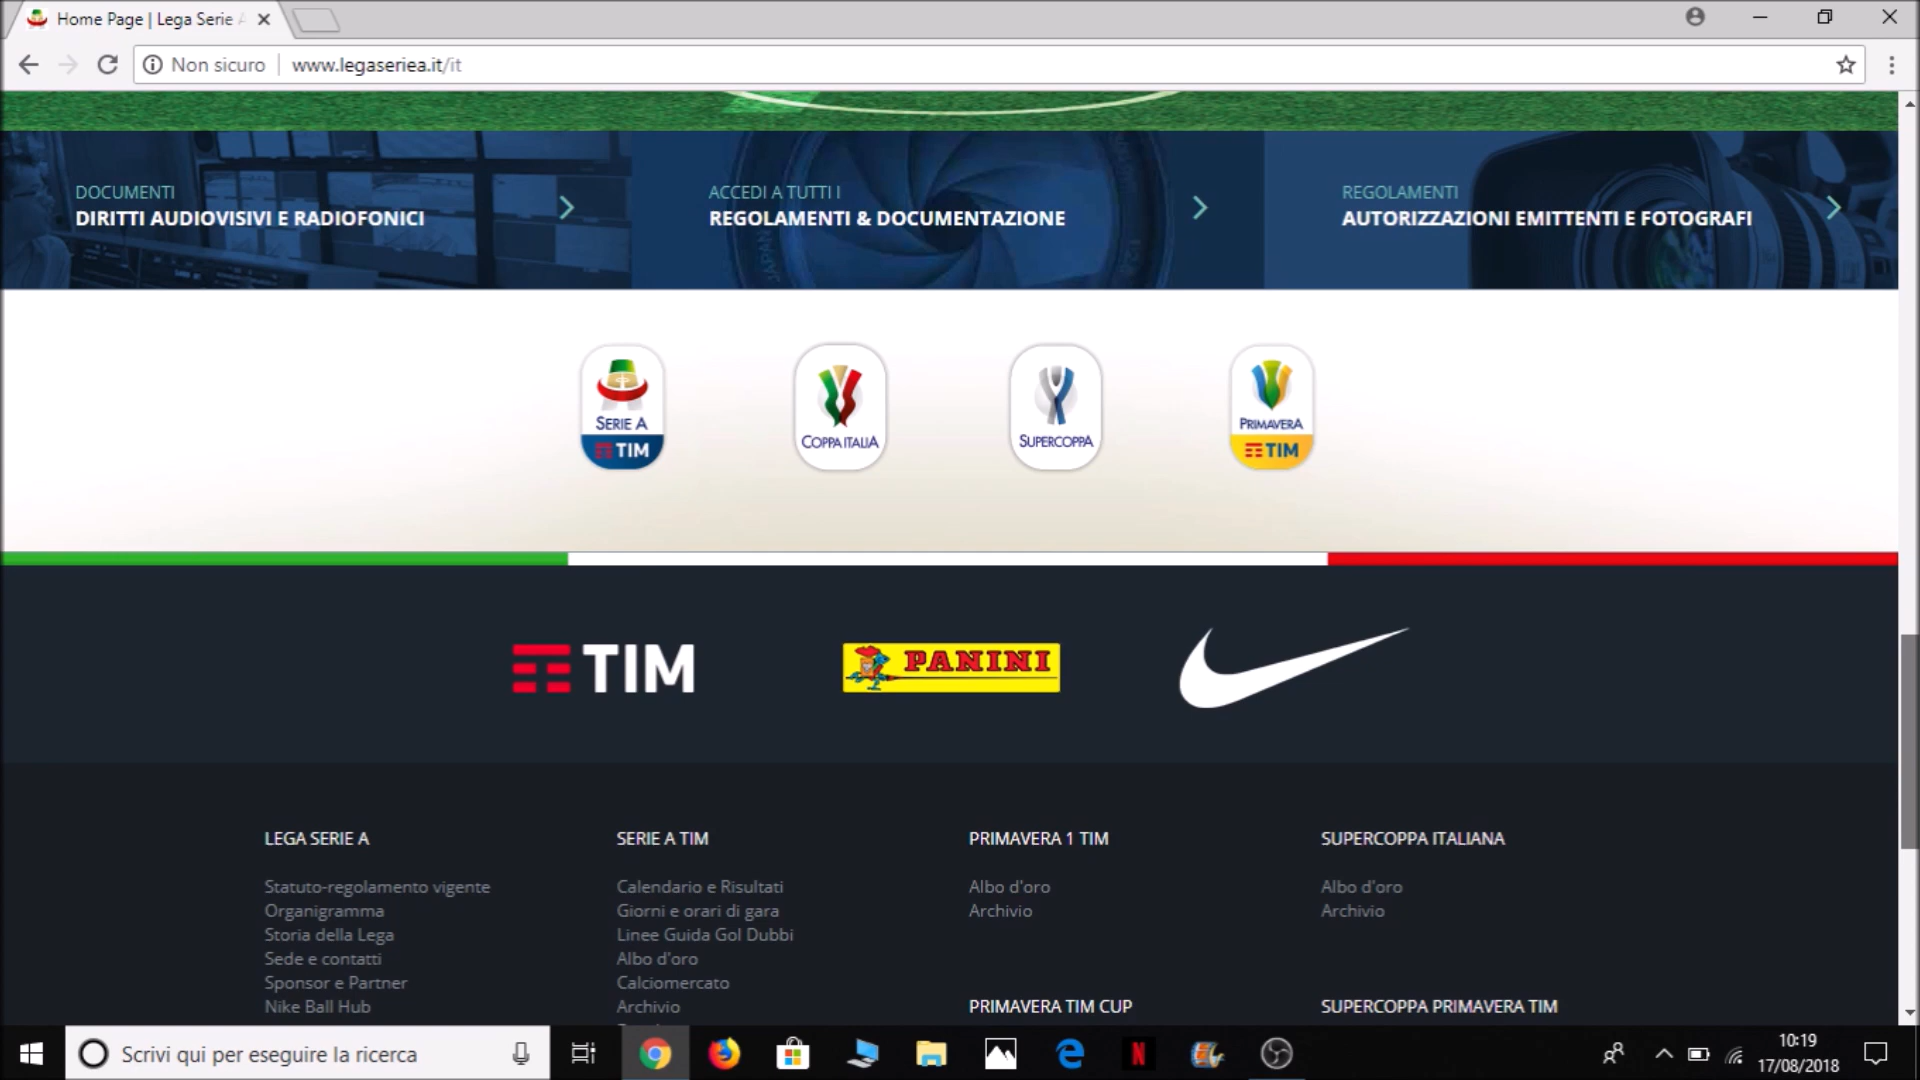 Home Page | Lega Serie A
Non sicuro
www.legaseriea.it/it
DOCUMENTI
DIRITTI AUDIOVISIVI E RADIOFONICI
ACCEDI A TUTTI I
REGOLAMENTI & DOCUMENTAZIONE
REGOLAMENTI
AUTORIZZAZIONI EMITTENTI E FOTOGRAFI
JAPAN
SERIE A
TIM
COPPA ITALIA
SUPERCOPPA
PRIMAVERA
TIM
TIM
PANINI
LEGA SERIE A
Statuto-regolamento vigente
Organigramma
Storia della Lega
Sede e contatti
Sponsor e Partner
Nike Ball Hub
SERIE A TIM
Calendario e Risultati
Giorni e orari di gara
Linee Guida Gol Dubbi
Albo d'oro
Calciomercato
Archivio
PRIMAVERA 1 TIM
Albo d'oro
Archivio
PRIMAVERA TIM CUP
SUPERCOPPA ITALIANA
Albo d'oro
Archivio
SUPERCOPPA PRIMAVERA TIM
Scrivi qui per eseguire la ricerca
10:19
17/08/2018